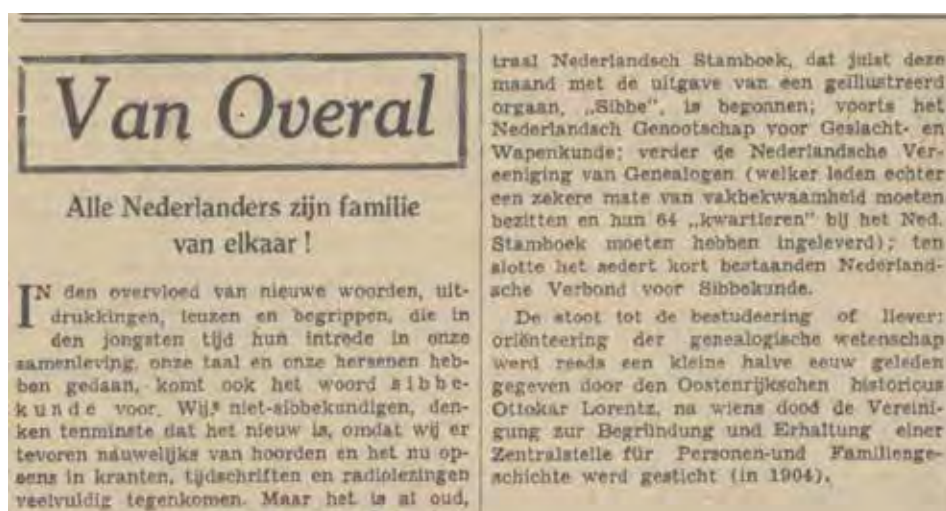 Van Overal
Alle Nederlanders zijn familie
van elkaar !
IN den overvloed van nieuwe woorden, uit-
drukkingen, leuzen en begrippen, die in
den jongsten tijd hun intrede in onze
samenleving, onze taal en onze hersenen heb-
ben gedaan, komt ook het woord sibbe-
kunde voor. Wij, niet-sibbekundigen, den-
ken tenminste dat het nieuw is, omdat wij er
tevoren nauwelijks van hoorden en het nu op-
eens in kranten, tijdschriften en radiolezingen
veelvuldig tegenkomen. Maar het is al oud,
traal Nederlandsch Stamboek, dat juist deze
maand met de uitgave van een geïllustreerd
orgaan, „Sibbe", is begonnen; voorts het
Nederlandsch Genootschap voor Geslacht- en
Wapenkunde; verder de Nederlandsche Ver-
eeniging van Genealogen (welker leden echter
een zekere mate van vakbekwaamheid moeten
bezitten en hun 64 „kwartieren" bij het Ned.
Stamboek moeten hebben ingeleverd); ten
slotte het sedert kort bestaanden Nederland-
sche Verbond voor Sibbekunde.
De stoot tot de bestudeering of liever:
oriënteering der genealogische wetenschap
werd reeds een kleine halve eeuw geleden
gegeven door den Oostenrijkschen historicus
Ottokar Lorentz, na wiens dood de Vereini-
gung zur Begründung und Erhaltung einer
Zentralstelle für Personen-und Familienge-
schichte werd gesticht (in 1904).